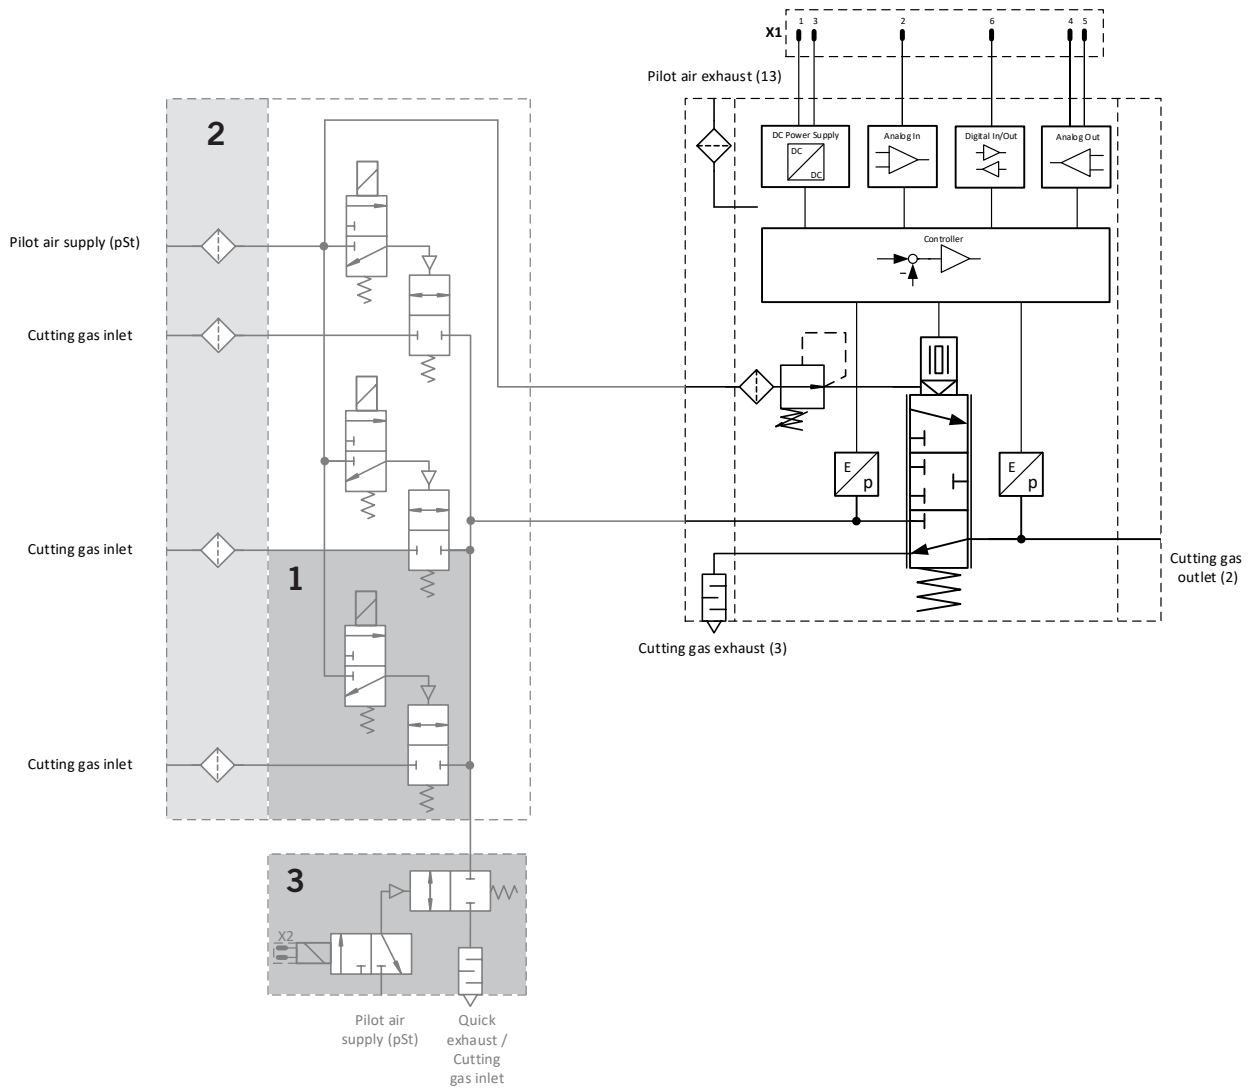 1 3 2 6 4 5
X1
Pilot air exhaust (13)
2
DC Power Supply
DC
DC
Analog In
Digital In/Out
Analog Out
Pilot air supply (pSt)
Controller
–
Cutting gas inlet
E
p
E
p
Cutting gas inlet
1
Cutting gas
outlet (2)
Cutting gas exhaust (3)
Cutting gas inlet
3
X2
Pilot air
supply (pSt)
Quick
exhaust /
Cutting
gas inlet